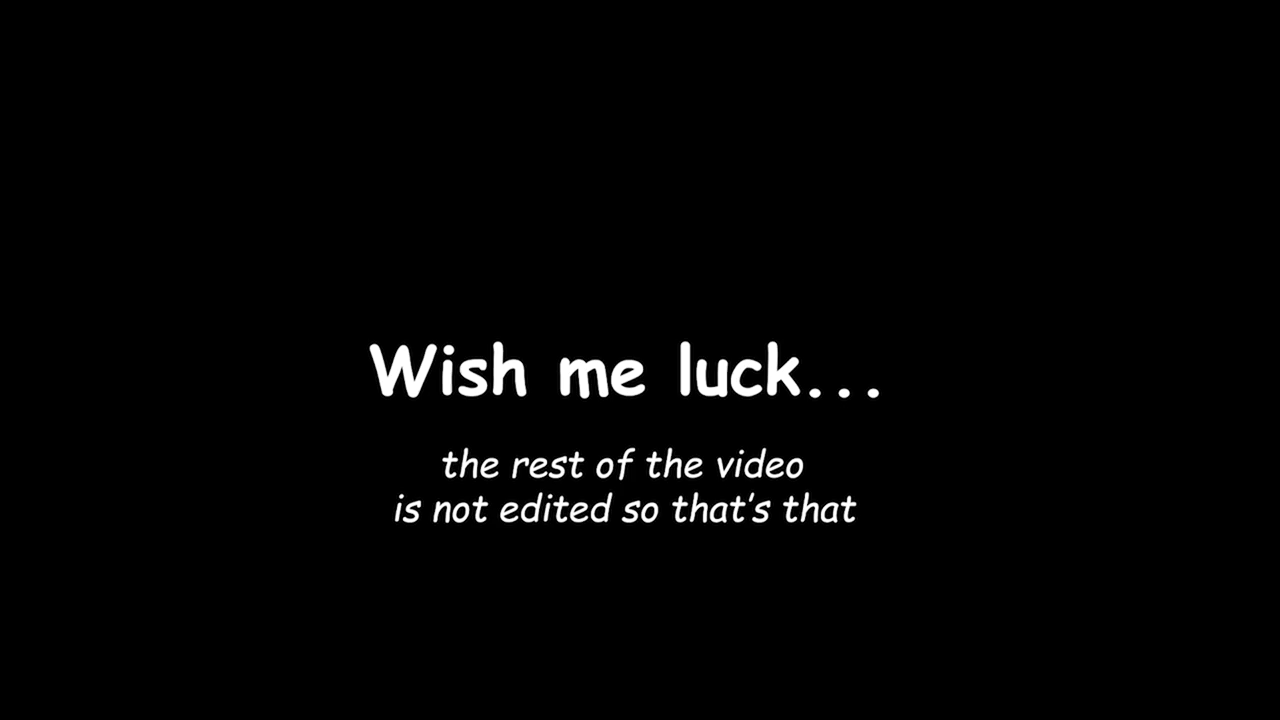 Wish me luck...
the rest of the video
is not edited so that's that